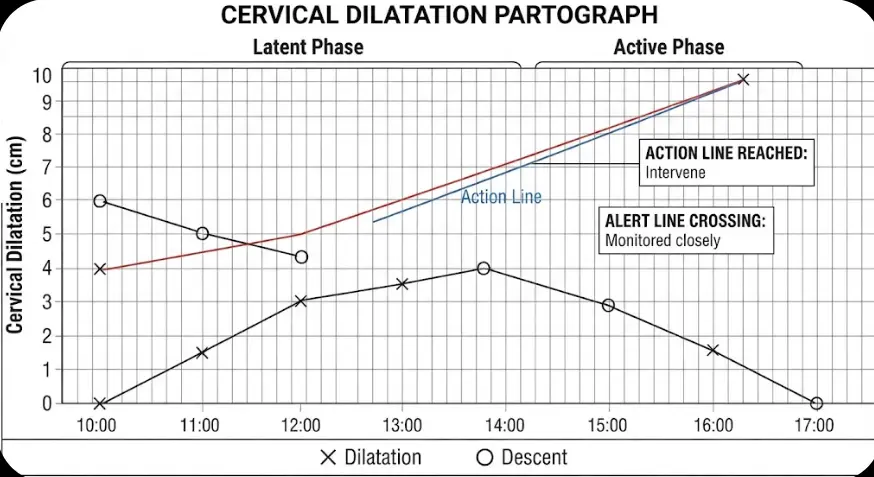 CERVICAL DILATATION PARTOGRAPH
Latent Phase
Active Phase
Cervical Dilatation (cm)
10
9
8
7
6
5
4
3
2
1
0
Action Line
ACTION LINE REACHED:
Intervene
ALERT LINE CROSSING:
Monitored closely
10:00 11:00 12:00 13:00 14:00 15:00 16:00 17:00
Dilatation
Descent